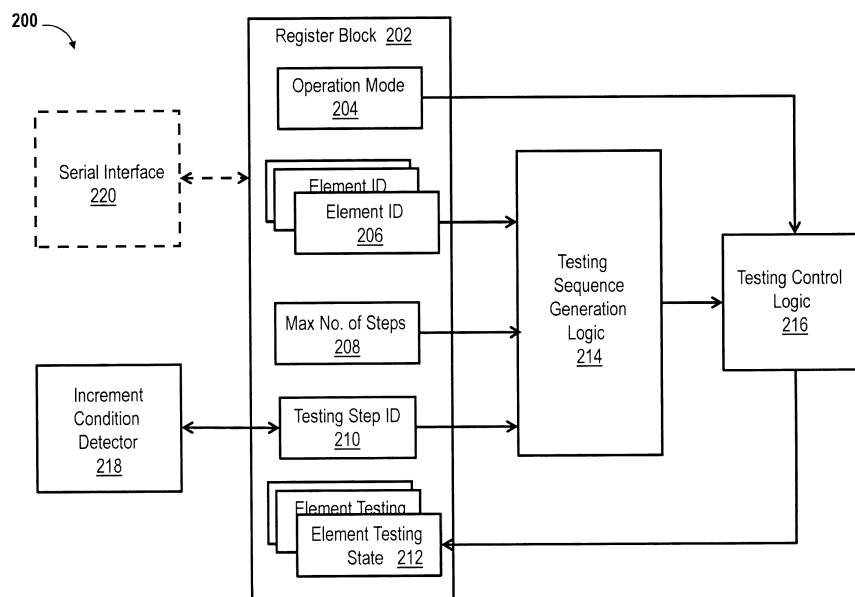 200
Register Block 202
Operation Mode
204
Serial Interface
220
Element ID
Element ID
206
Testing
Sequence
Generation
Logic
214
Testing Control
Logic
216
Max No. of Steps
208
Increment
Condition
Detector
218
Testing Step ID
210
Element Testing
Element Testing
State 212